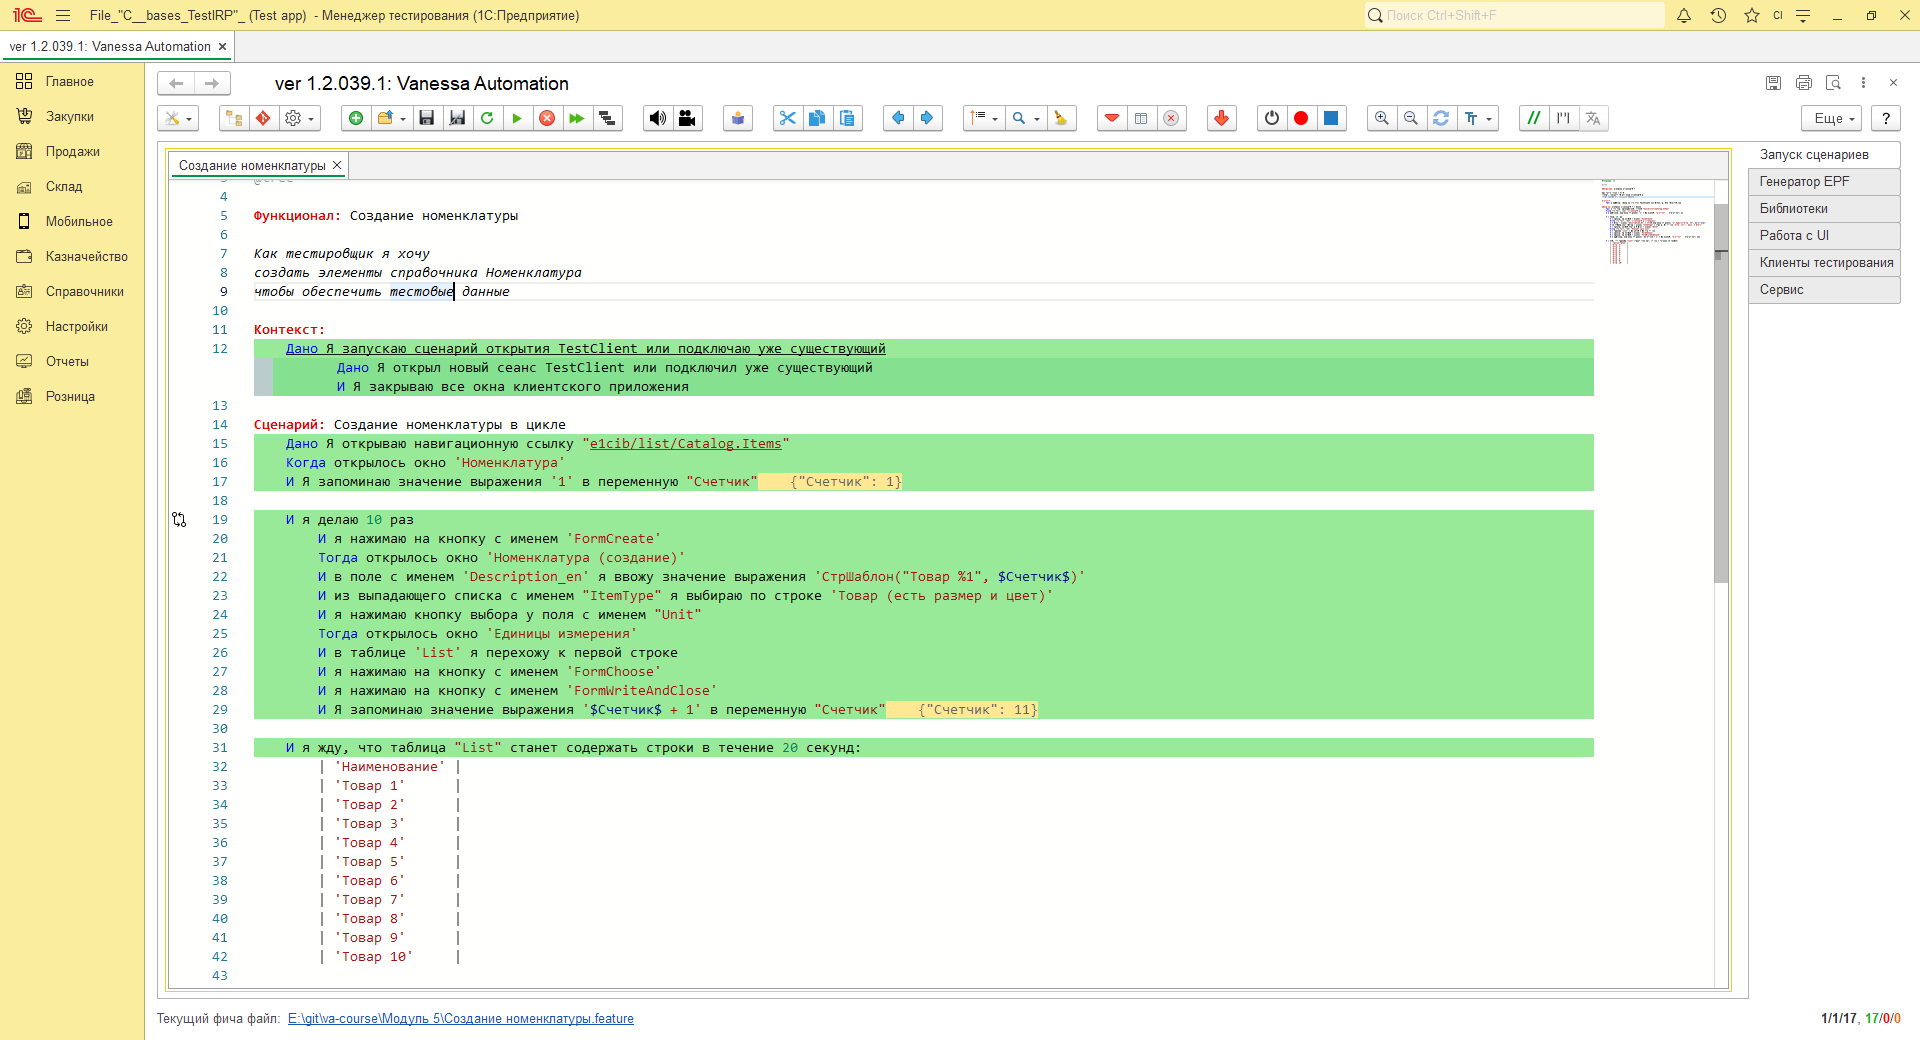 File_"C__bases_TestIRP"_ (Test app) - Менеджер тестирования (1С:Предприятие)
Поиск Ctrl+Shift+F
CI
ver 1.2.039.1: Vanessa Automation ×
Главное
Закупки
Продажи
Склад
Мобильное
Казначейство
Справочники
Настройки
Отчеты
Розница
ver 1.2.039.1: Vanessa Automation
Еще
?
Создание номенклатуры ×
4
5 Функционал: Создание номенклатуры
6
7 Как тестировщик я хочу
8 создать элементы справочника Номенклатура
9 чтобы обеспечить тестовые данные
10
11 Контекст:
12 Дано Я запускаю сценарий открытия TestClient или подключаю уже существующий
Дано Я открыл новый сеанс TestClient или подключил уже существующий
И Я закрываю все окна клиентского приложения
13
14 Сценарий: Создание номенклатуры в цикле
15 Дано Я открываю навигационную ссылку "e1cib/list/Catalog.Items"
16 Когда открылось окно 'Номенклатура'
17 И Я запоминаю значение выражения '1' в переменную "Счетчик" {"Счетчик": 1}
18
19 И я делаю 10 раз
20 И я нажимаю на кнопку с именем 'FormCreate'
21 Тогда открылось окно 'Номенклатура (создание)'
22 И в поле с именем 'Description_en' я ввожу значение выражения 'СтрШаблон("Товар %1", $Счетчик$)'
23 И из выпадающего списка с именем "ItemType" я выбираю по строке 'Товар (есть размер и цвет)'
24 И я нажимаю кнопку выбора у поля с именем "Unit"
25 Тогда открылось окно 'Единицы измерения'
26 И в таблице 'List' я перехожу к первой строке
27 И я нажимаю на кнопку с именем 'FormChoose'
28 И я нажимаю на кнопку с именем 'FormWriteAndClose'
29 И Я запоминаю значение выражения '$Счетчик$ + 1' в переменную "Счетчик" {"Счетчик": 11}
30
31 И я жду, что таблица "List" станет содержать строки в течение 20 секунд:
32 | 'Наименование' |
33 | 'Товар 1' |
34 | 'Товар 2' |
35 | 'Товар 3' |
36 | 'Товар 4' |
37 | 'Товар 5' |
38 | 'Товар 6' |
39 | 'Товар 7' |
40 | 'Товар 8' |
41 | 'Товар 9' |
42 | 'Товар 10' |
43
Запуск сценариев
Генератор EPF
Библиотеки
Работа с UI
Клиенты тестирования
Сервис
Текущий фича файл: E:\git\va-course\Модуль 5\Создание номенклатуры.feature
1/1/17, 17/0/0